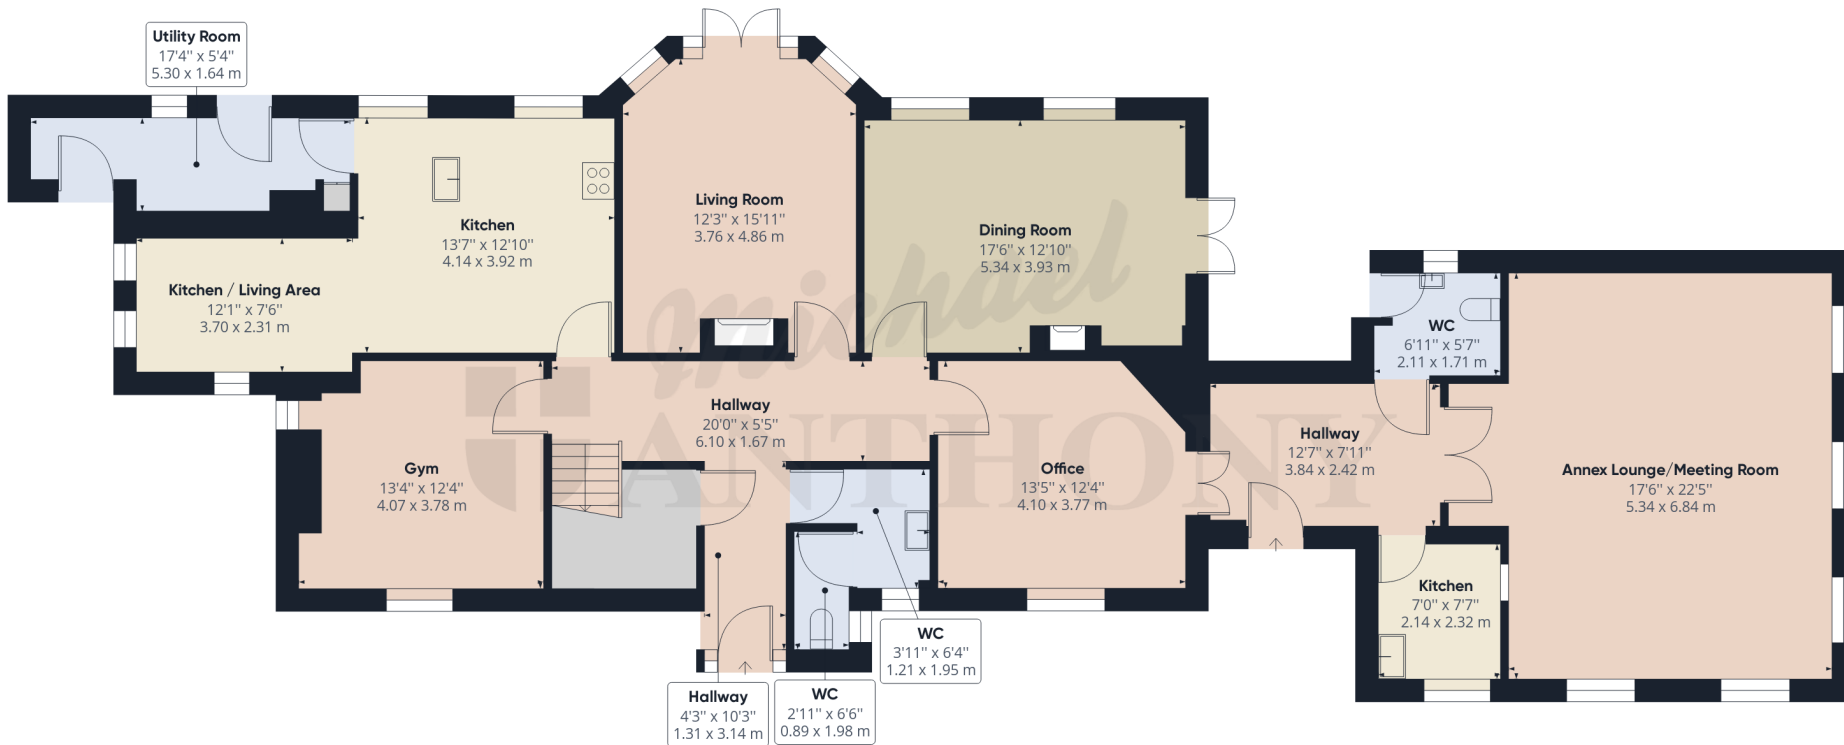 Utility Room
17'4" x 5'4"
5.30 x 1.64 m
Kitchen
13'7" x 12'10"
4.14 x 3.92 m
Kitchen / Living Area
12'1" x 7'6"
3.70 x 2.31 m
Living Room
12'3" x 15'11"
3.76 x 4.86 m
Dining Room
17'6" x 12'10"
5.34 x 3.93 m
WC
6'11" x 5'7"
2.11 x 1.71 m
Michael
ANTHONY
Hallway
20'0" x 5'5"
6.10 x 1.67 m
Gym
13'4" x 12'4"
4.07 x 3.78 m
Office
13'5" x 12'4"
4.10 x 3.77 m
Hallway
12'7" x 7'11"
3.84 x 2.42 m
Annex Lounge/Meeting Room
17'6" x 22'5"
5.34 x 6.84 m
Kitchen
7'0" x 7'7"
2.14 x 2.32 m
WC
3'11" x 6'4"
1.21 x 1.95 m
Hallway
4'3" x 10'3"
1.31 x 3.14 m
WC
2'11" x 6'6"
0.89 x 1.98 m